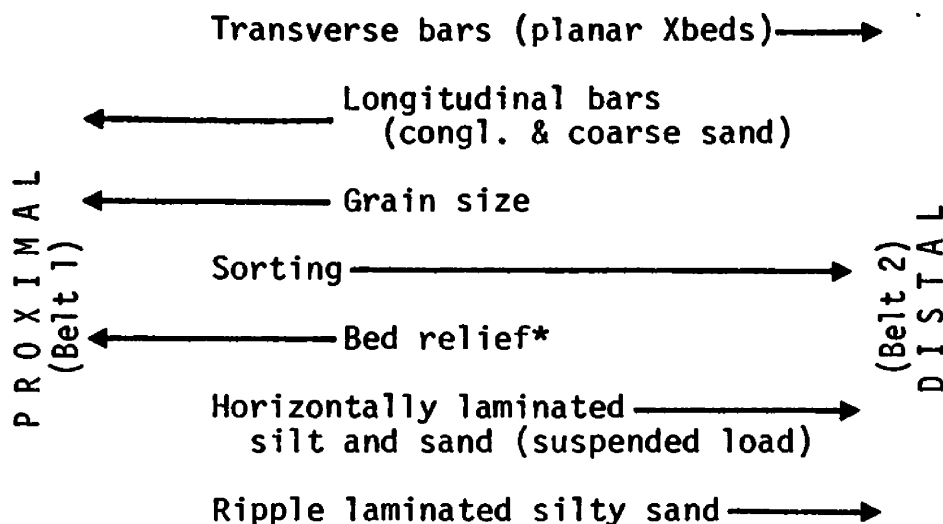 Transverse bars (planar Xbeds)
Longitudinal bars
(congl. & coarse sand)
Grain size
Sorting
Bed relief*
Horizontally laminated
silt and sand (suspended load)
Ripple laminated silty sand
PROXIMAL
(Belt 1)
(Belt 2)
DISTAL